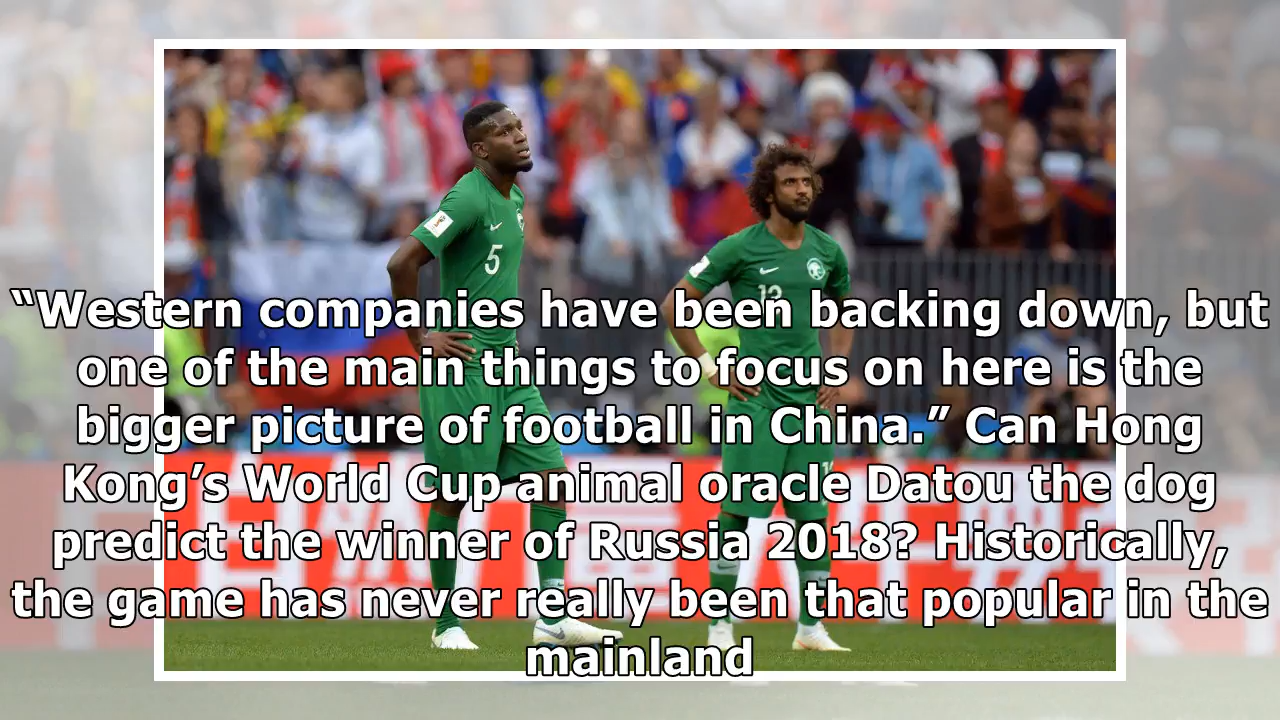 “Western companies have been backing down, but
one of the main things to focus on here is the
bigger picture of football in China.” Can Hong
Kong’s World Cup animal oracle Datou the dog
predict the winner of Russia 2018? Historically,
the game has never really been that popular in the
mainland
5
12